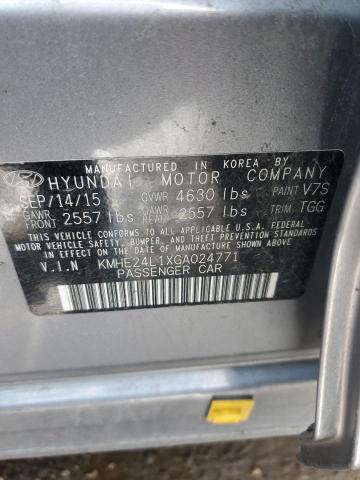 MANUFACTURED IN KOREA BY
HYUNDAI MOTOR COMPANY
SEP/14/15 GVWR 4630 lbs PAINT V7S
GAWR FRONT 2557 lbs GAWR REAR 2557 lbs TRIM TGG
THIS VEHICLE CONFORMS TO ALL APPLICABLE U.S.A. FEDERAL
MOTOR VEHICLE SAFETY, BUMPER, AND THEFT PREVENTION
STANDARDS IN EFFECT ON THE DATE OF MANUFACTURE SHOWN ABOVE
V.I.N KMHE24L1XGA024771
PASSENGER CAR